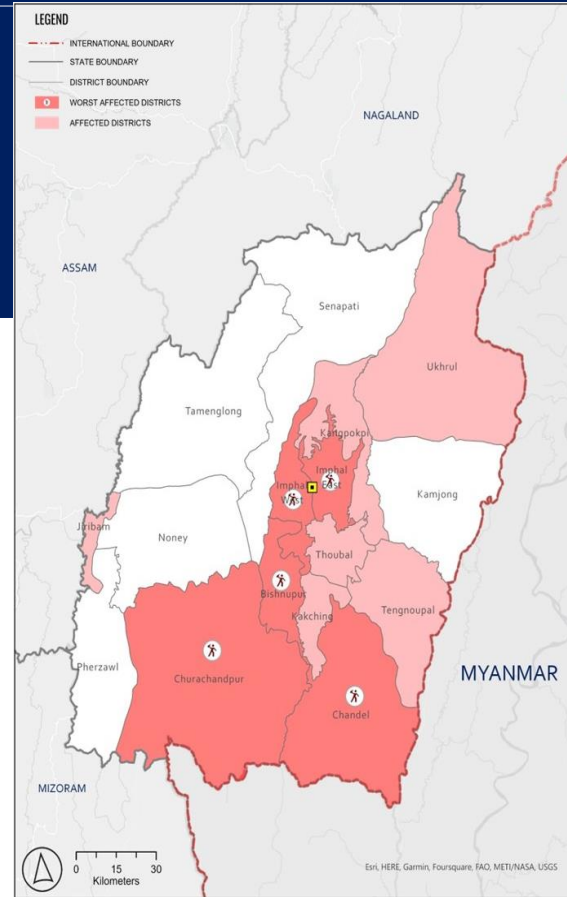 LEGEND
INTERNATIONAL BOUNDARY
STATE BOUNDARY
DISTRICT BOUNDARY
WORST AFFECTED DISTRICTS
AFFECTED DISTRICTS
NAGALAND
ASSAM
Senapati
Ukhrul
Tamenglong
Kangpokpi
Imphal
East
Imphal
West
Kamjong
Jiribam
Noney
Thoubal
Bishnupur
Kakching
Tengnoupal
Pherzawl
Churachandpur
MYANMAR
Chandel
MIZORAM
0 15 30
Kilometers
Esri, HERE, Garmin, Foursquare, FAO, METI/NASA, USGS